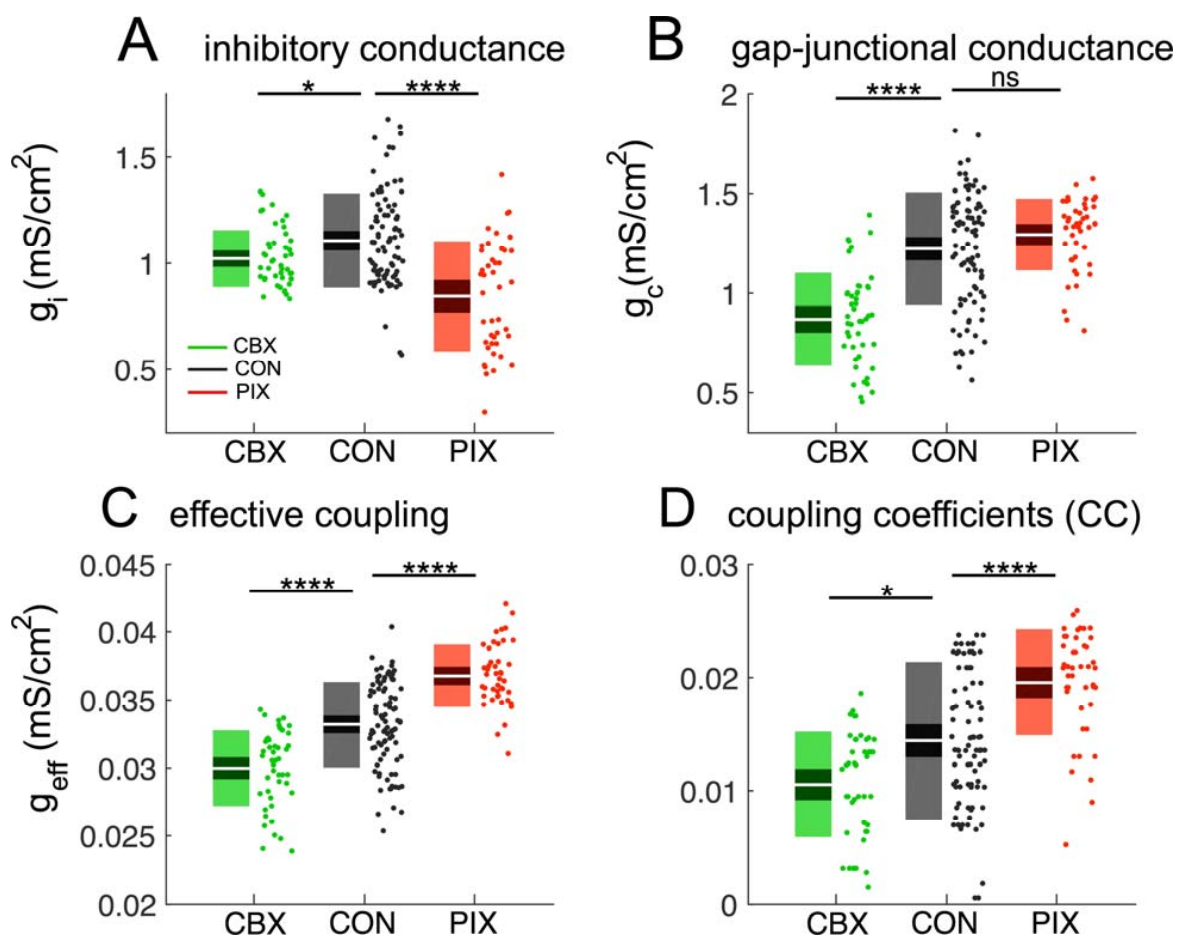 A inhibitory conductance
* ****
gi (mS/cm²)
1.5
1
0.5
CBX
CON
PIX
CBX CON PIX
B gap-junctional conductance
**** ns
gc (mS/cm²)
2
1.5
1
0.5
CBX CON PIX
C effective coupling
**** ****
geff (mS/cm²)
0.045
0.04
0.035
0.03
0.025
0.02
CBX CON PIX
D coupling coefficients (CC)
* ****
0.03
0.02
0.01
0
CBX CON PIX